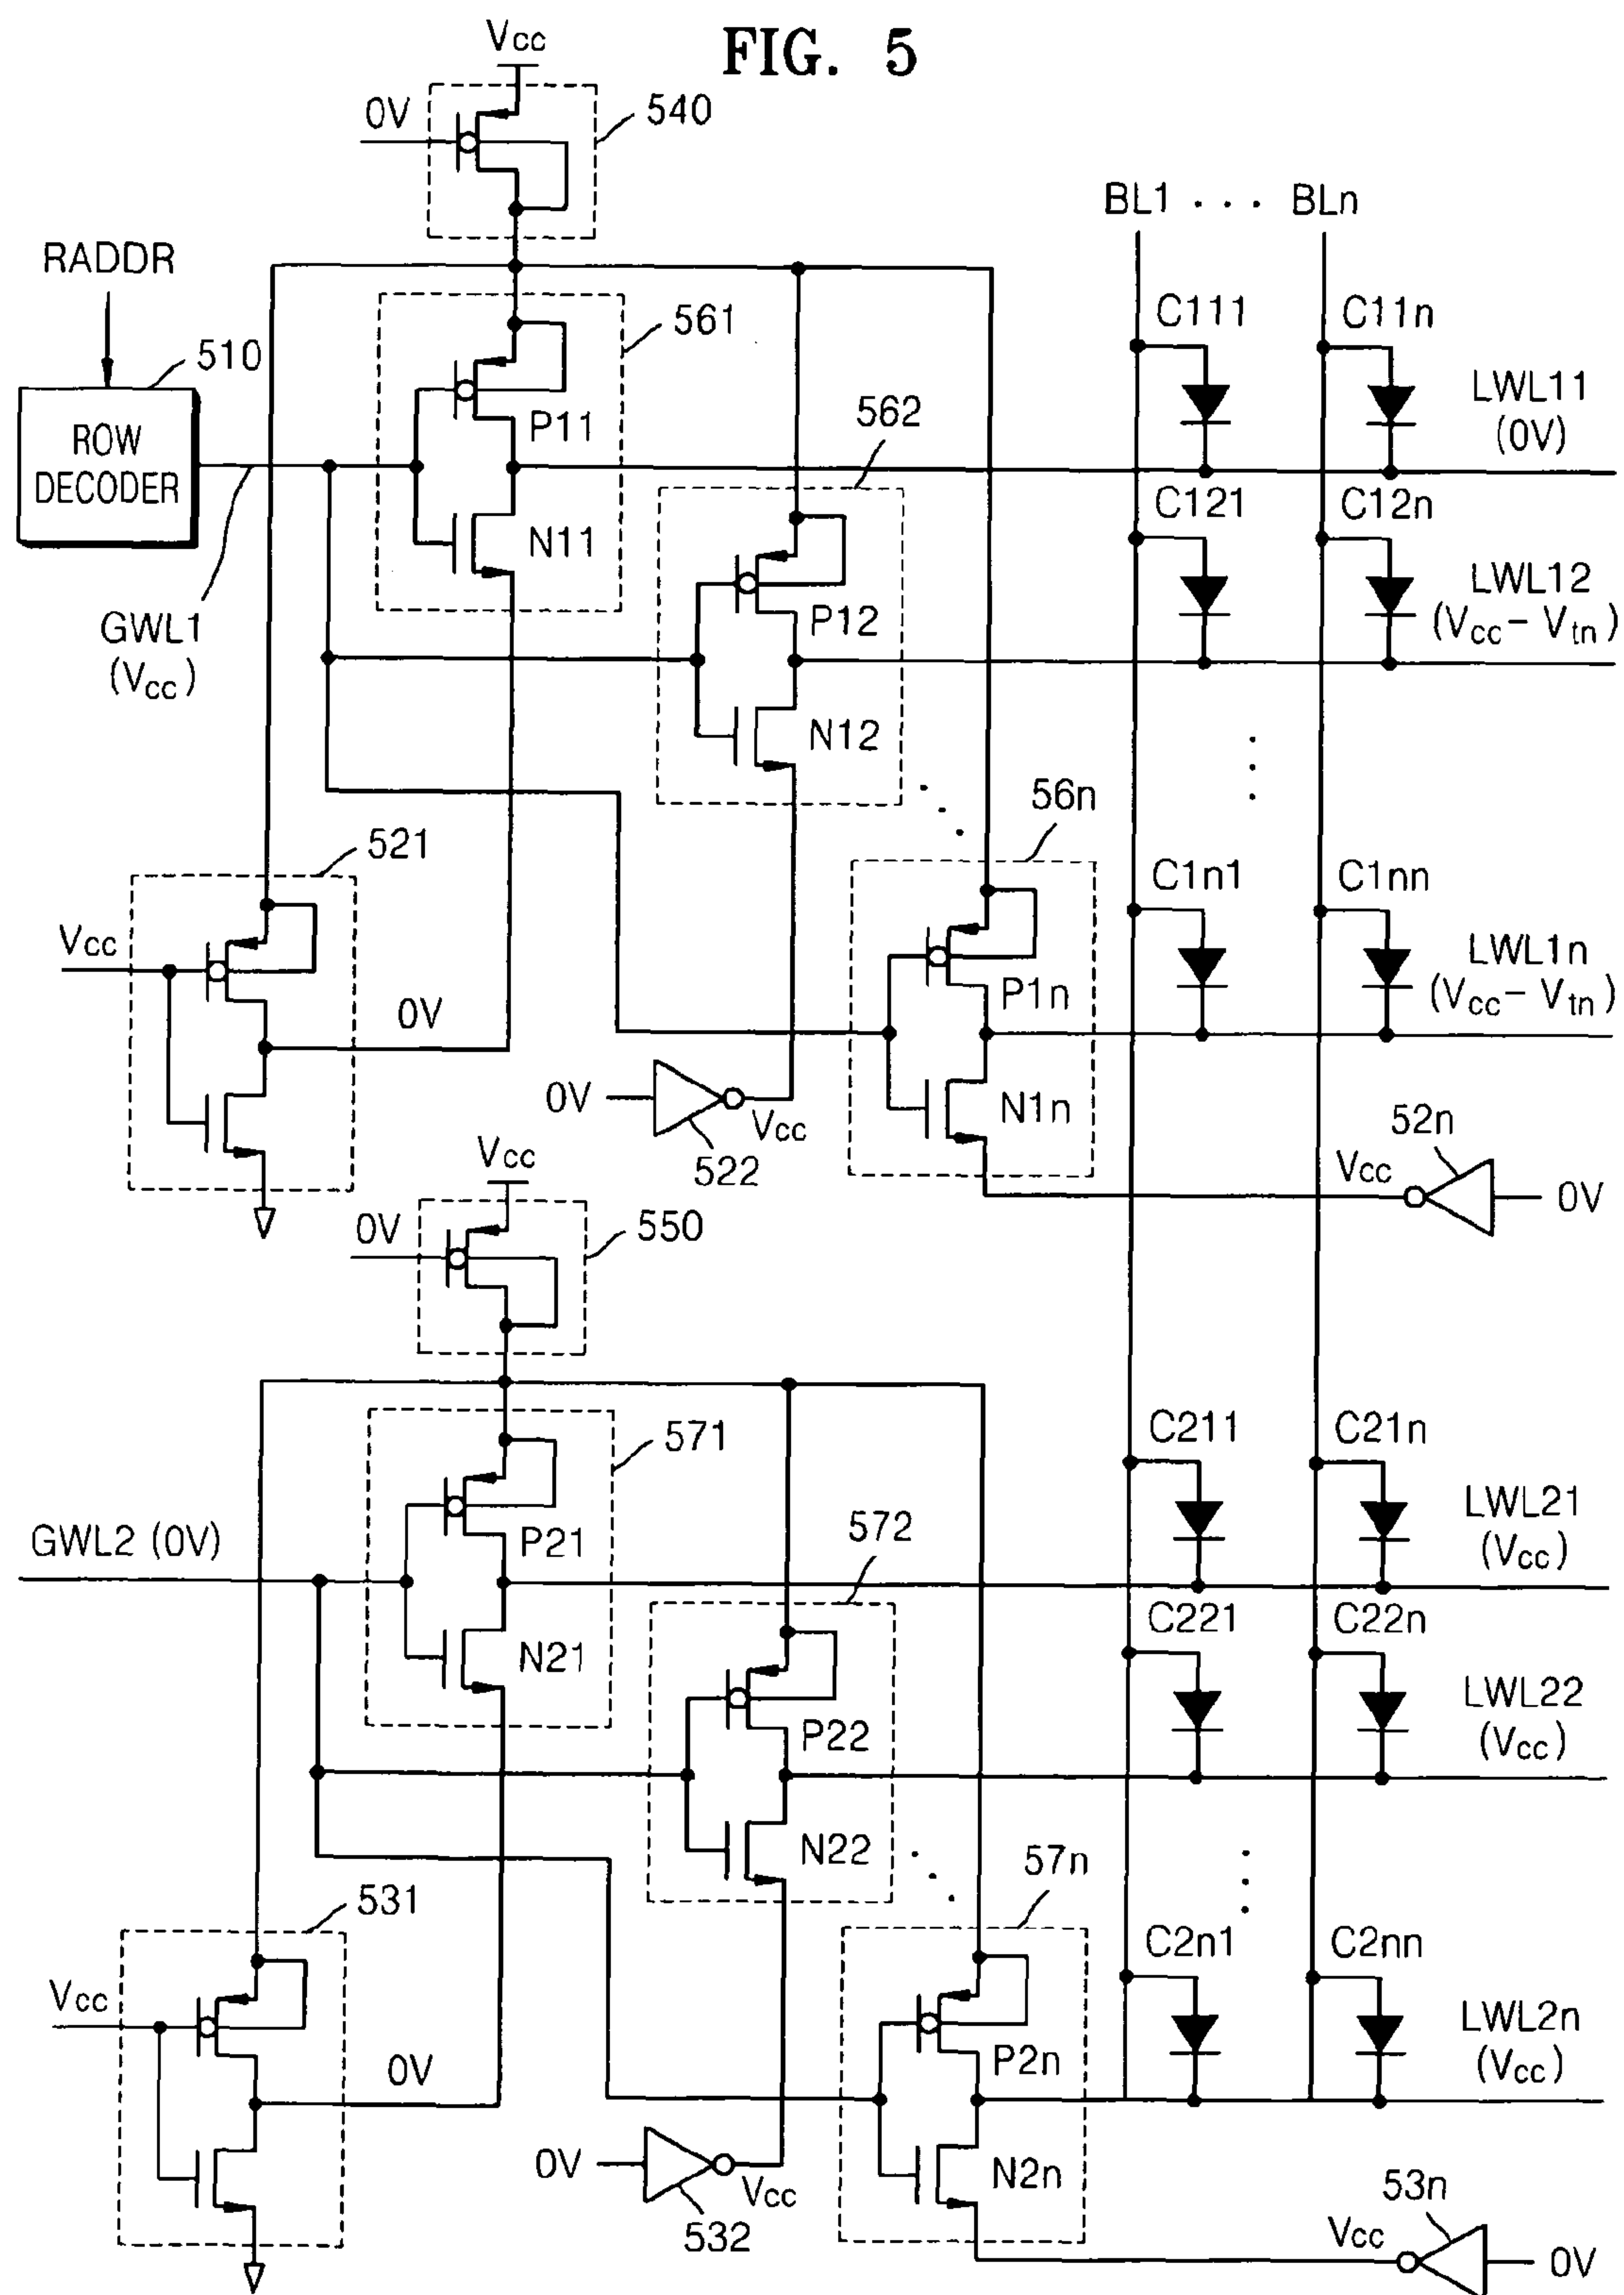 FIG. 5
Vcc
0V
540
BL1 · · · BLn
RADDR
510
ROW
DECODER
561
C111
C11n
LWL11
(0V)
P11
562
N11
C121
C12n
LWL12
(Vcc – Vtn)
GWL1
(Vcc)
P12
N12
56n
521
C1n1
C1nn
LWL1n
(Vcc – Vtn)
Vcc
0V
P1n
0V
Vcc
522
N1n
52n
Vcc
0V
Vcc
0V
550
571
C211
C21n
LWL21
(Vcc)
GWL2 (0V)
P21
572
N21
C221
C22n
LWL22
(Vcc)
P22
N22
57n
531
C2n1
C2nn
LWL2n
(Vcc)
Vcc
0V
P2n
0V
Vcc
532
N2n
53n
Vcc
0V